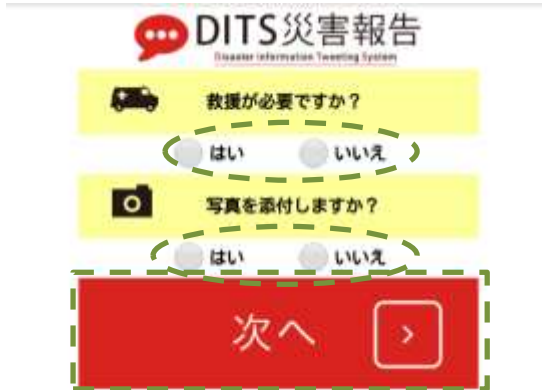 DITS災害報告
Disaster Information Tweeting System
救援が必要ですか？
はい いいえ
写真を添付しますか？
はい いいえ
次へ